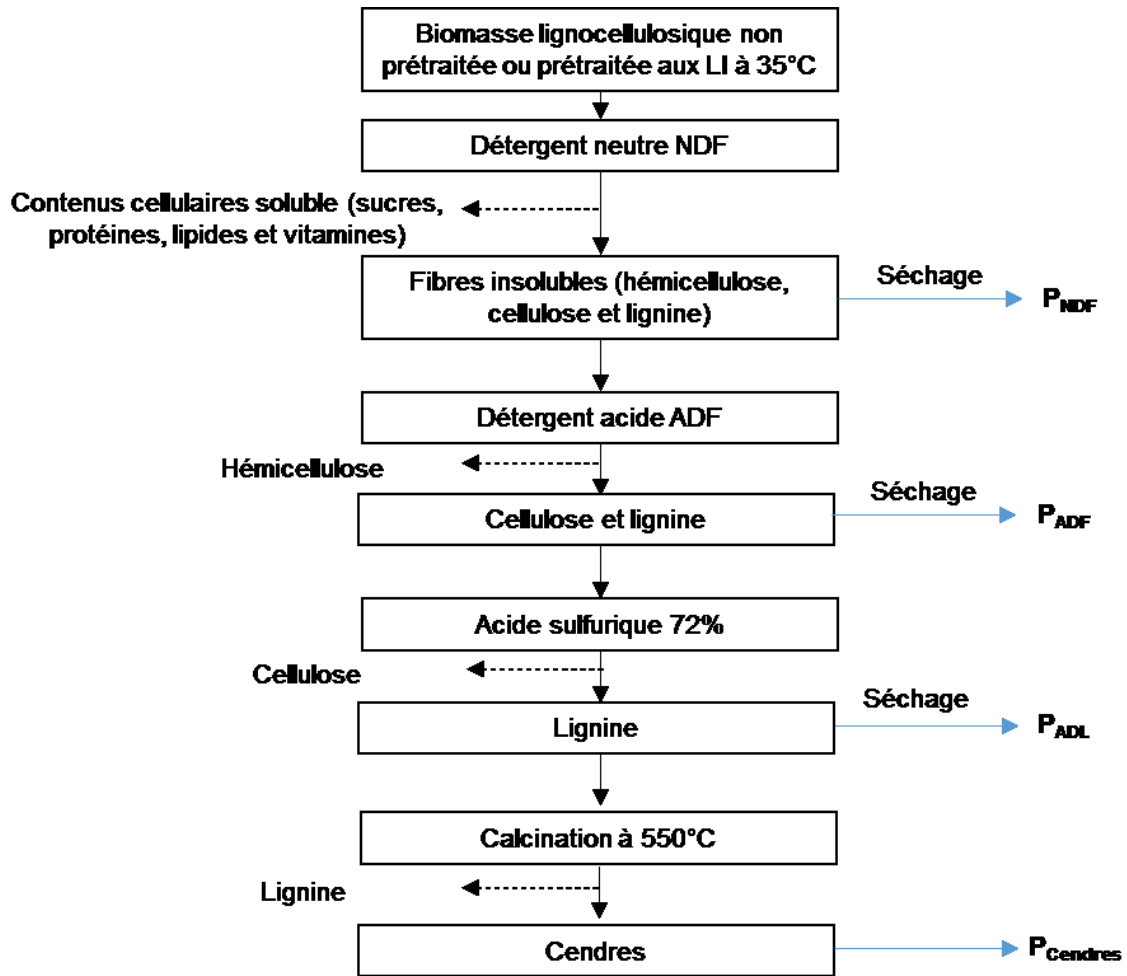 Biomasse lignocellulosique non
prétraitée ou prétraitée aux LI à 35°C
Détergent neutre NDF
Contenus cellulaires soluble (sucres,
protéines, lipides et vitamines)
Fibres insolubles (hémicellulose,
cellulose et lignine)
Séchage
PNDF
Détergent acide ADF
Hémicellulose
Cellulose et lignine
Séchage
PADF
Acide sulfurique 72%
Cellulose
Lignine
Séchage
PADL
Calcination à 550°C
Lignine
Cendres
PCendres